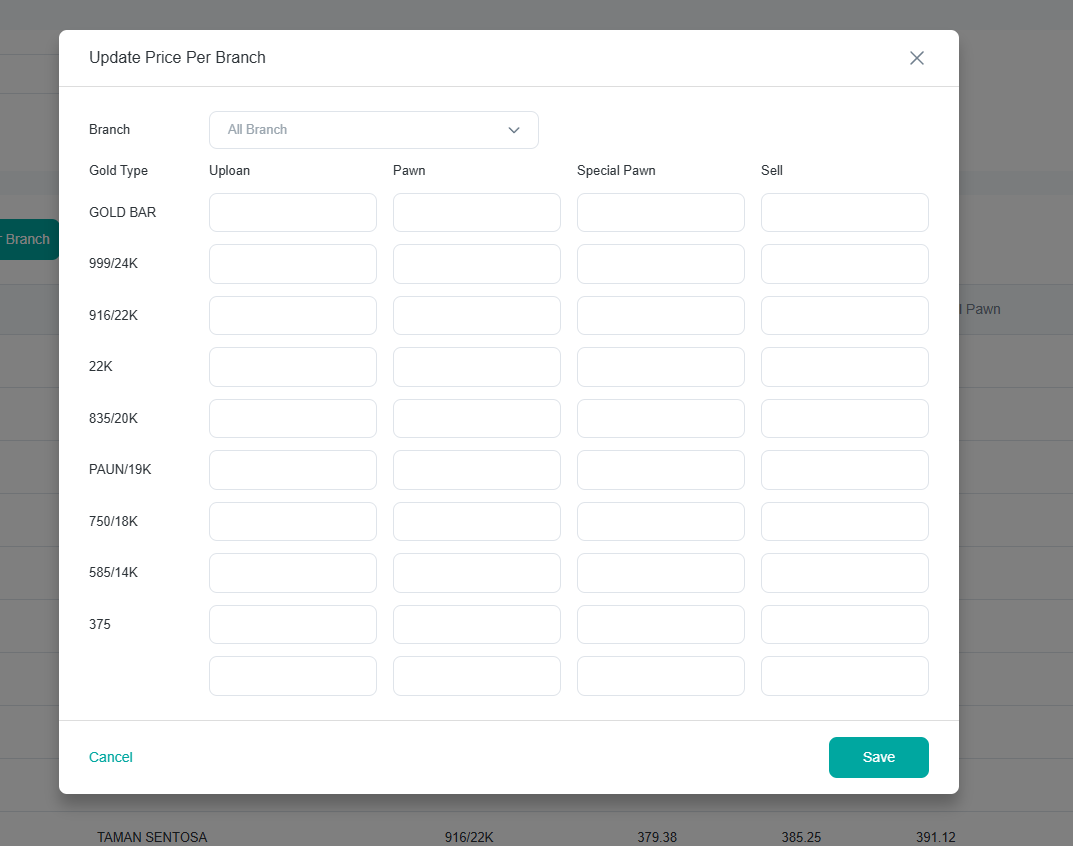 Update Price Per Branch
Branch All Branch
Gold Type Uploan Pawn Special Pawn Sell
GOLD BAR
Branch
999/24K
l Pawn
916/22K
22K
835/20K
PAUN/19K
750/18K
585/14K
375
Cancel Save
TAMAN SENTOSA 916/22K 379.38 385.25 391.12